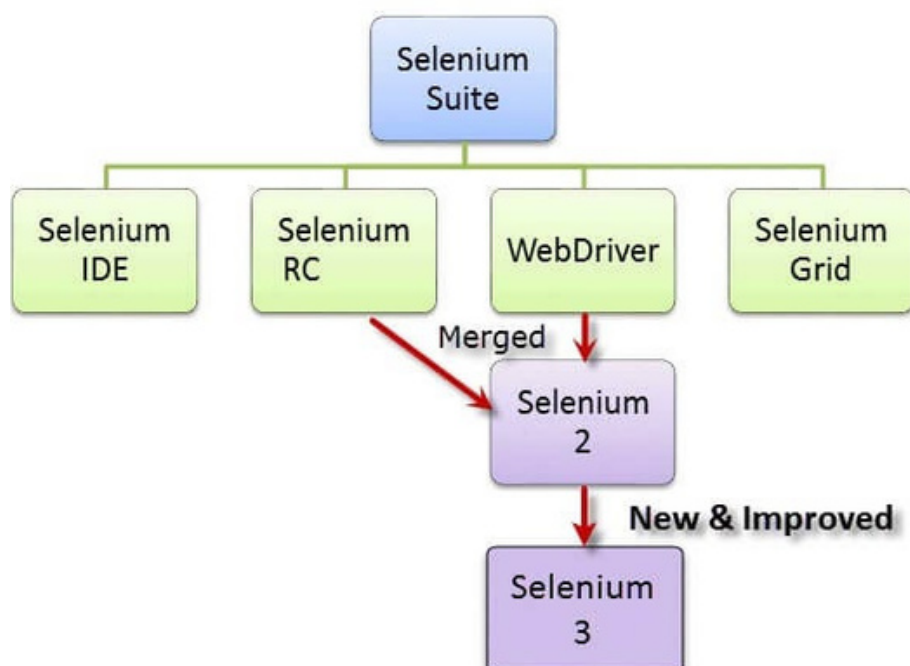 Selenium
Suite
Selenium
IDE
Selenium
RC
WebDriver
Selenium
Grid
Merged
Selenium
2
New & Improved
Selenium
3